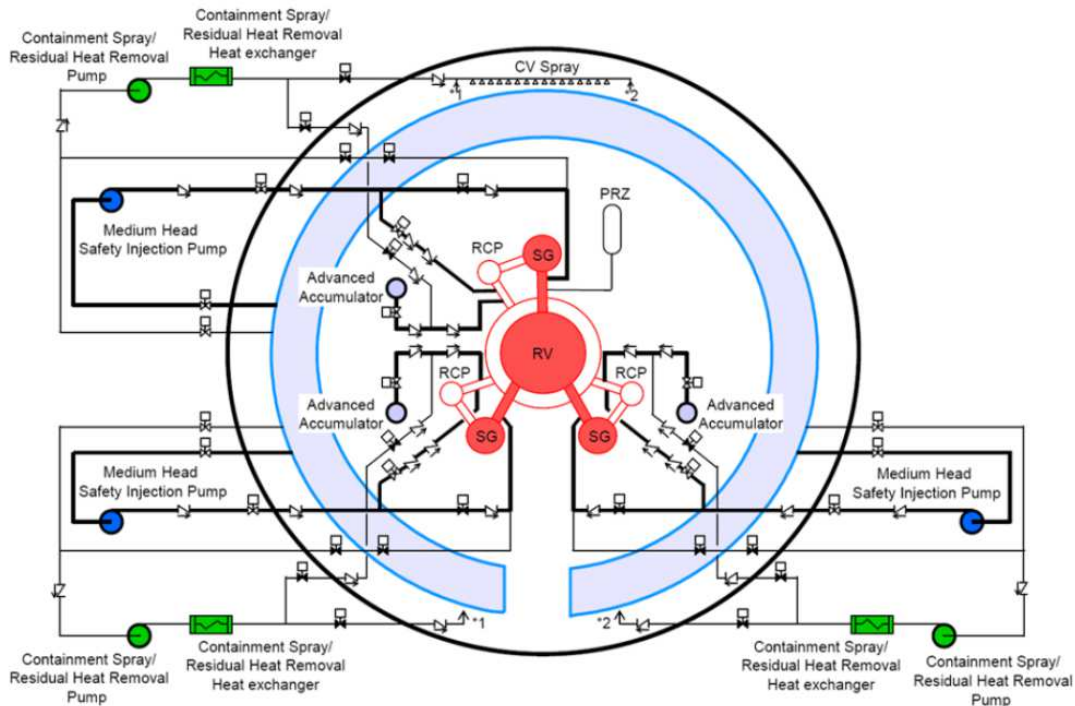 Containment Spray/
Residual Heat Removal
Pump
Containment Spray/
Residual Heat Removal
Heat exchanger
CV Spray
*1
*2
Medium Head
Safety Injection Pump
PRZ
RCP
SG
Advanced
Accumulator
RV
RCP
RCP
Advanced
Accumulator
Advanced
Accumulator
SG
SG
Medium Head
Safety Injection Pump
Medium Head
Safety Injection Pump
*1
*2
Containment Spray/
Residual Heat Removal
Pump
Containment Spray/
Residual Heat Removal
Heat exchanger
Containment Spray/
Residual Heat Removal
Heat exchanger
Containment Spray/
Residual Heat Removal
Pump